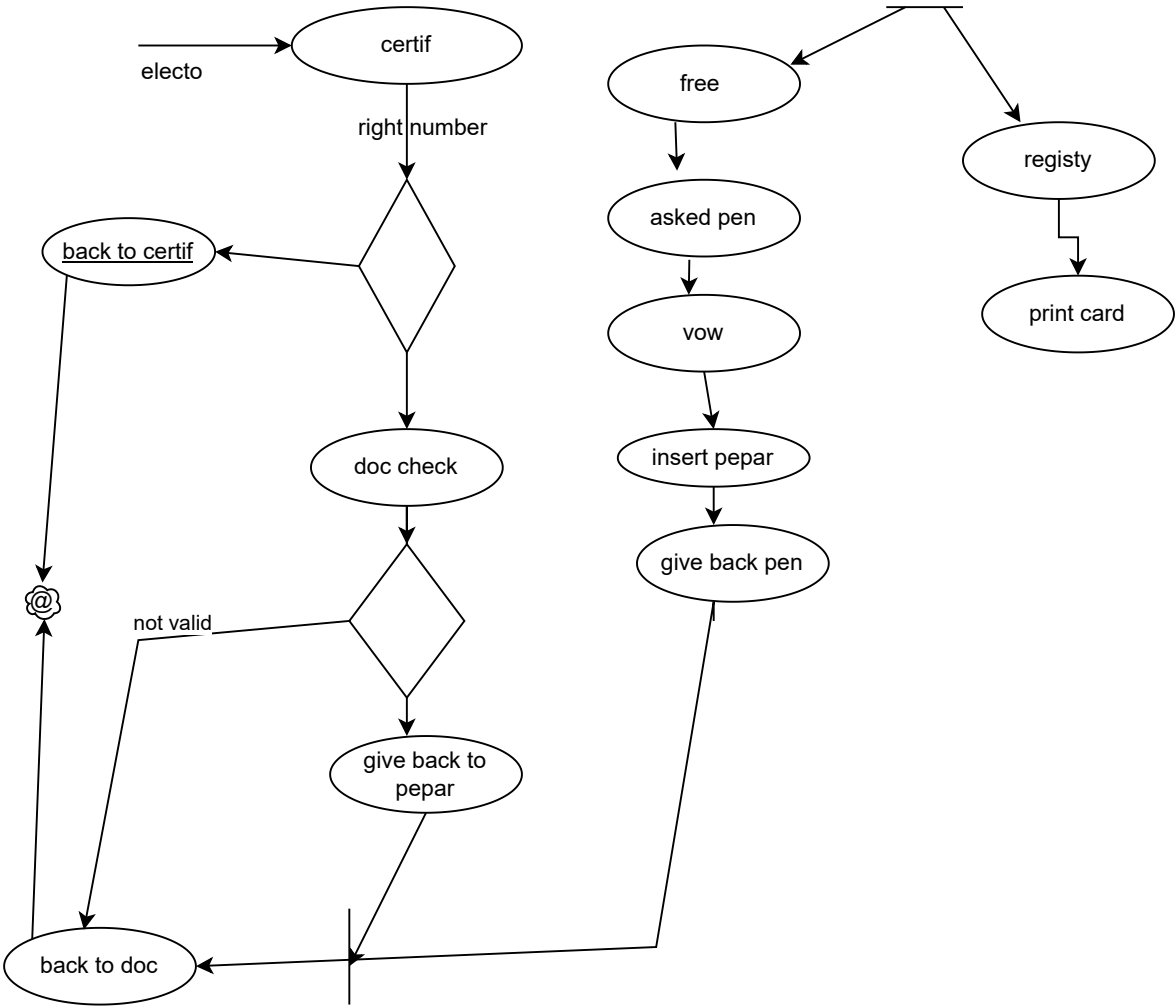 certif
electo
right number
back to certif
doc check
@
not valid
give back to
pepar
back to doc
free
asked pen
vow
insert pepar
give back pen
registy
print card